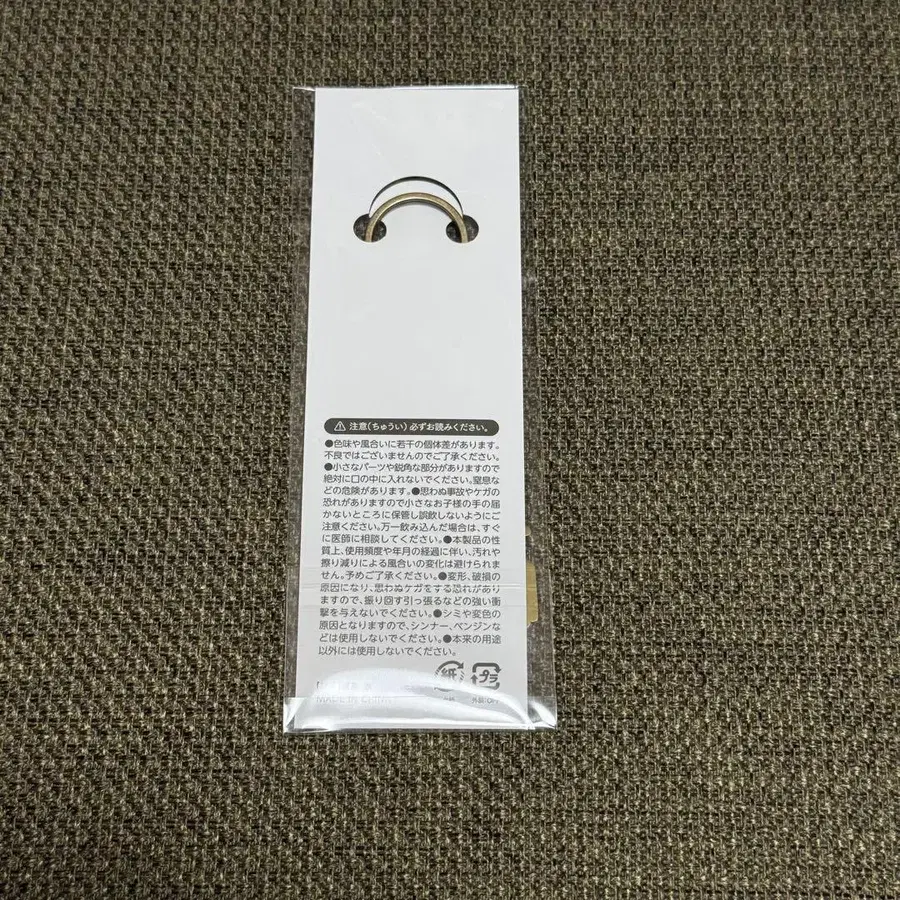 注意(ちゅうい)必ずお読みください。
●色味や風合いに若干の個体差があります。
不良ではございませんのでご了承ください。
●小さなパーツや鋭角な部分がありますので
絶対に口の中に入れないでください。窒息な
どの危険があります。●思わぬ事故やケガの
恐れがありますので小さなお子様の手の届
かないところに保管し誤飲しないようにご
注意ください。万一飲み込んだ場合は、すぐ
に医師に相談してください。●本製品の性
質上、使用頻度や年月の経過に伴い、汚れや
擦り減りによる風合いの変化は避けられま
せん。予めご了承ください。●変形、破損の
原因になり、思わぬケガをする恐れがあり
ますので、振り回す引っ張るなどの強い衝
撃を与えないでください。●シミや変色の
原因となりますので、シンナー、ベンジンな
どは使用しないでください。●本来の用途
以外には使用しないでください。
紙 プラ
MADE IN CHINA
外装:OPP